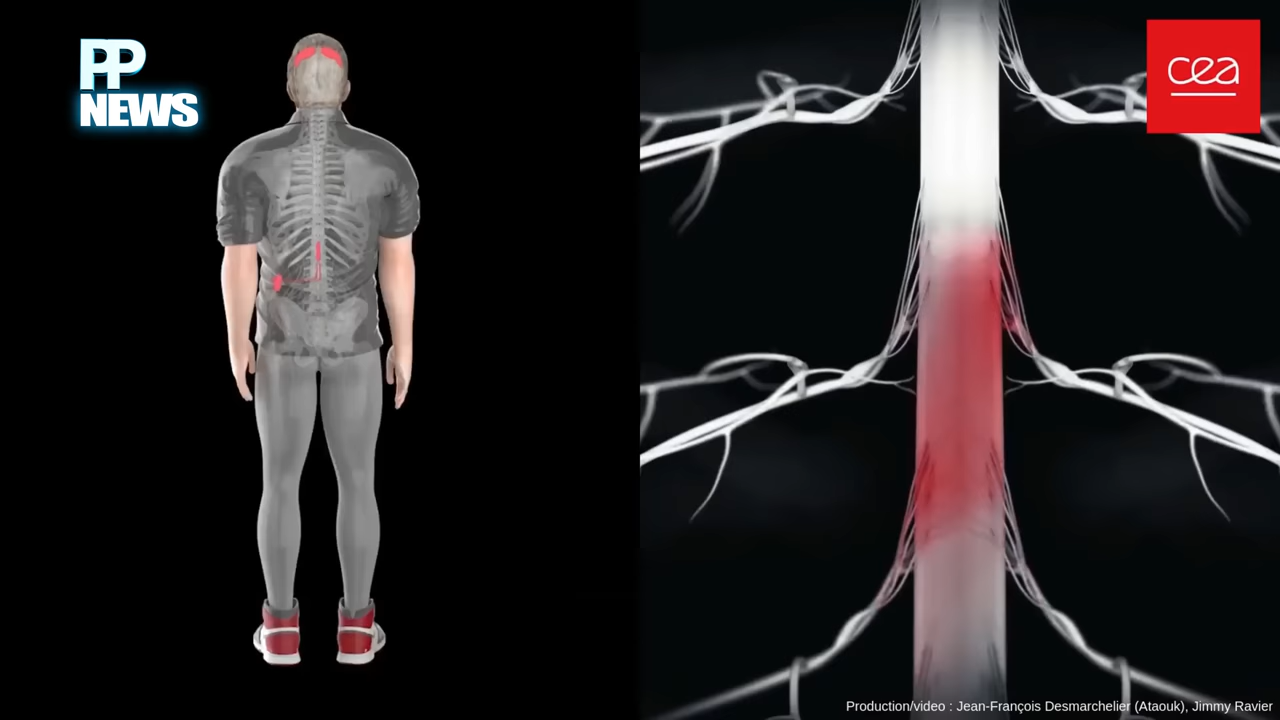 PP
NEWS
cea
Production/video : Jean-François Desmarchelier (Ataouk), Jimmy Ravier